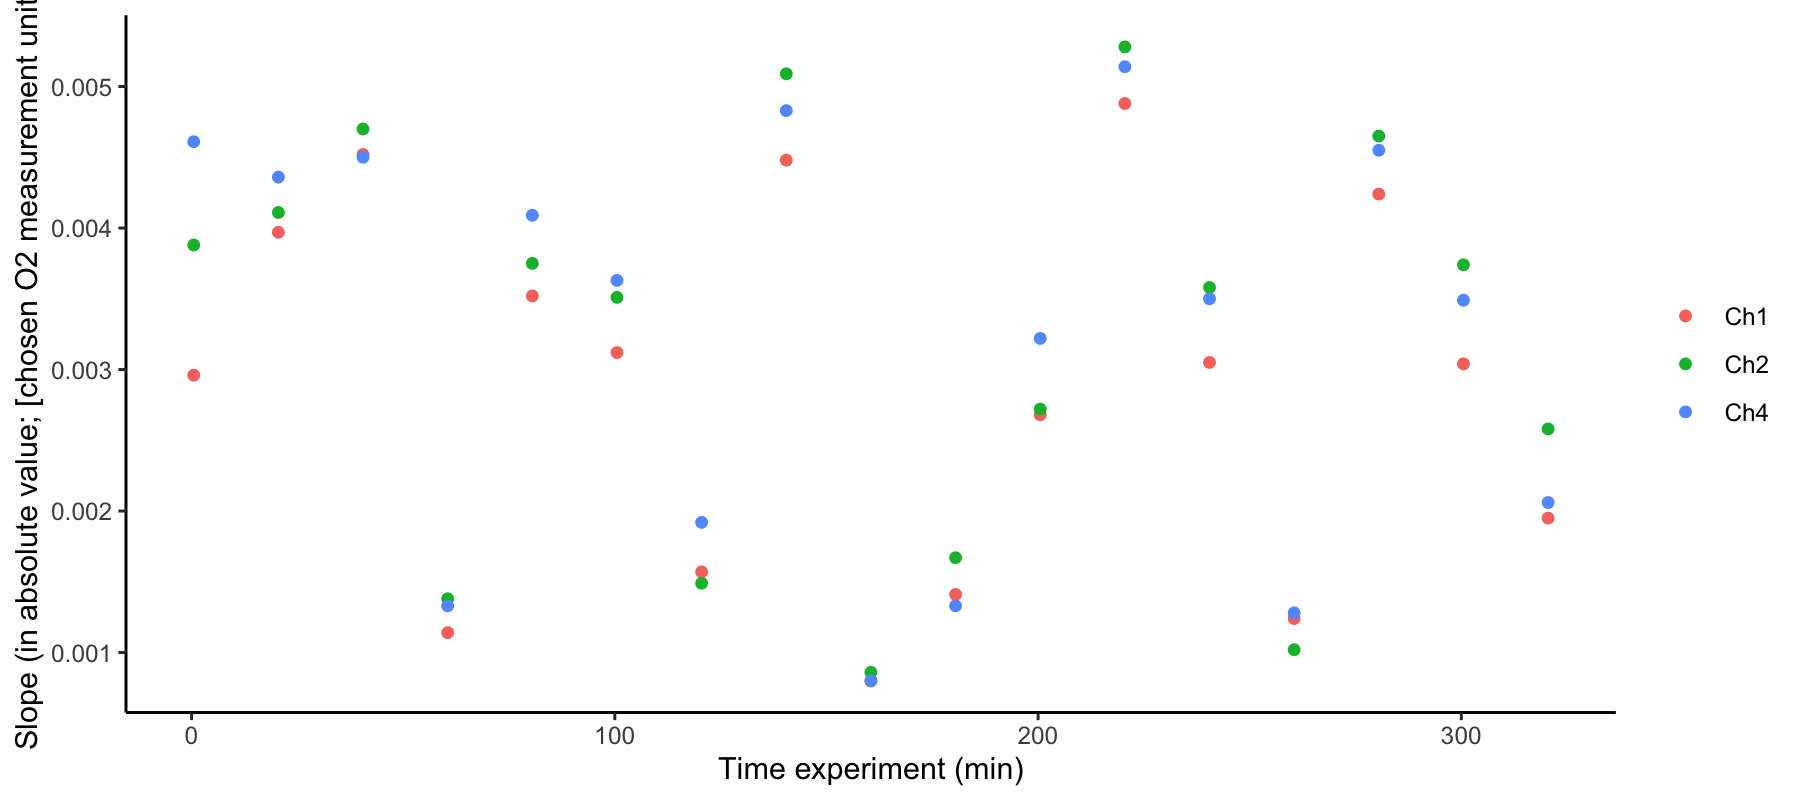 Slope (in absolute value; [chosen O2 measurement unit
0.005
0.004
0.003
0.002
0.001
0 100 200 300
Time experiment (min)
Ch1
Ch2
Ch4